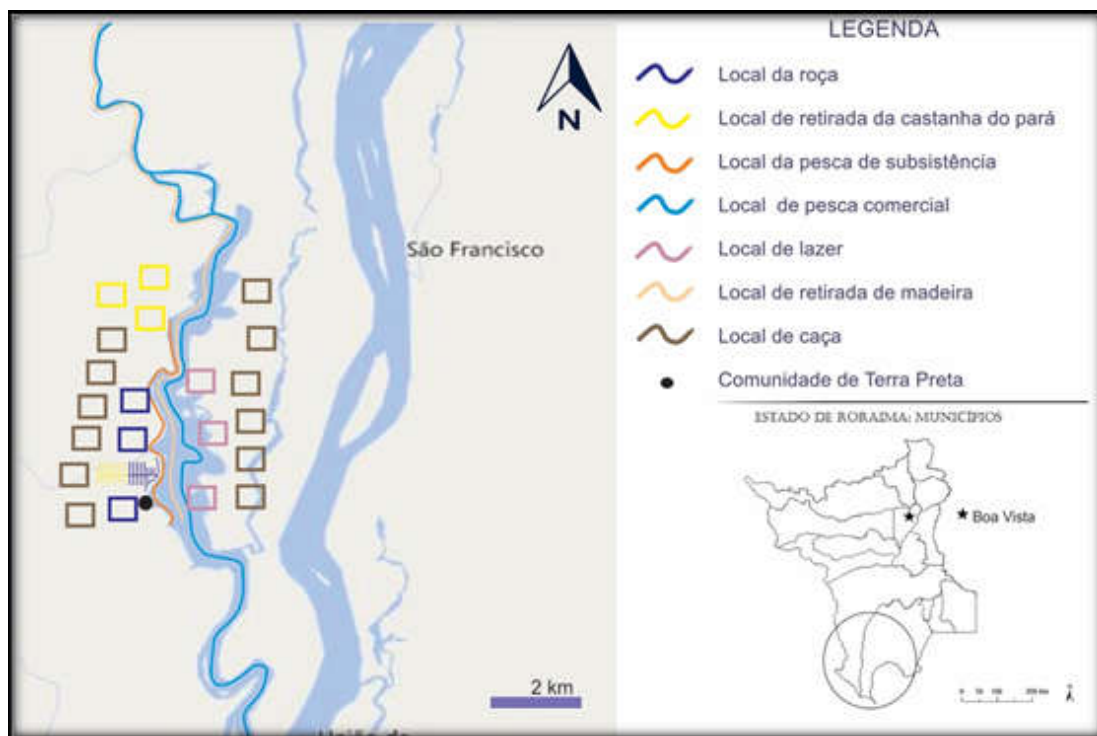 LEGENDA
Local da roça
Local de retirada da castanha do pará
Local da pesca de subsistência
Local de pesca comercial
Local de lazer
Local de retirada de madeira
Local de caça
Comunidade de Terra Preta
N
São Francisco
2 km
União do
ESTADO DE RORAIMA: MUNICÍPIOS
Boa Vista